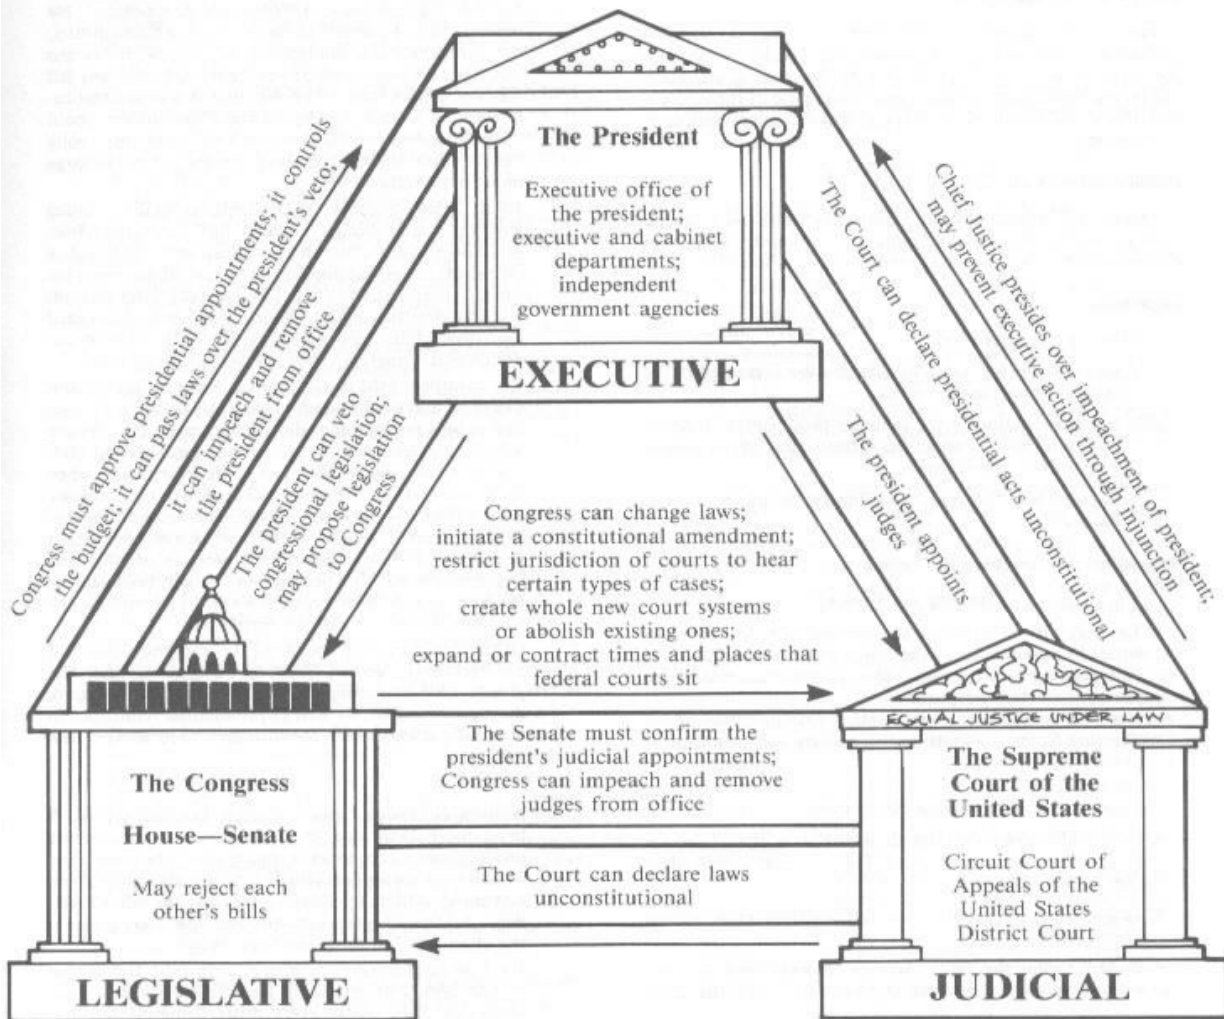 The President
Executive office of
the president;
executive and cabinet
departments;
independent
government agencies
EXECUTIVE
Congress must approve presidential appointments; it controls
the budget; it can pass laws over the president's veto;
it can impeach and remove
the president from office
The president can veto
congressional legislation;
may propose legislation
to Congress
Chief Justice presides over impeachment of president;
may prevent executive action through injunction
The Court can declare presidential acts unconstitutional
The president appoints
judges
Congress can change laws;
initiate a constitutional amendment;
restrict jurisdiction of courts to hear
certain types of cases;
create whole new court systems
or abolish existing ones;
expand or contract times and places that
federal courts sit
The Senate must confirm the
president's judicial appointments;
Congress can impeach and remove
judges from office
The Court can declare laws
unconstitutional
The Congress
House—Senate
May reject each
other's bills
LEGISLATIVE
EQUAL JUSTICE UNDER LAW
The Supreme
Court of the
United States
Circuit Court of
Appeals of the
United States
District Court
JUDICIAL